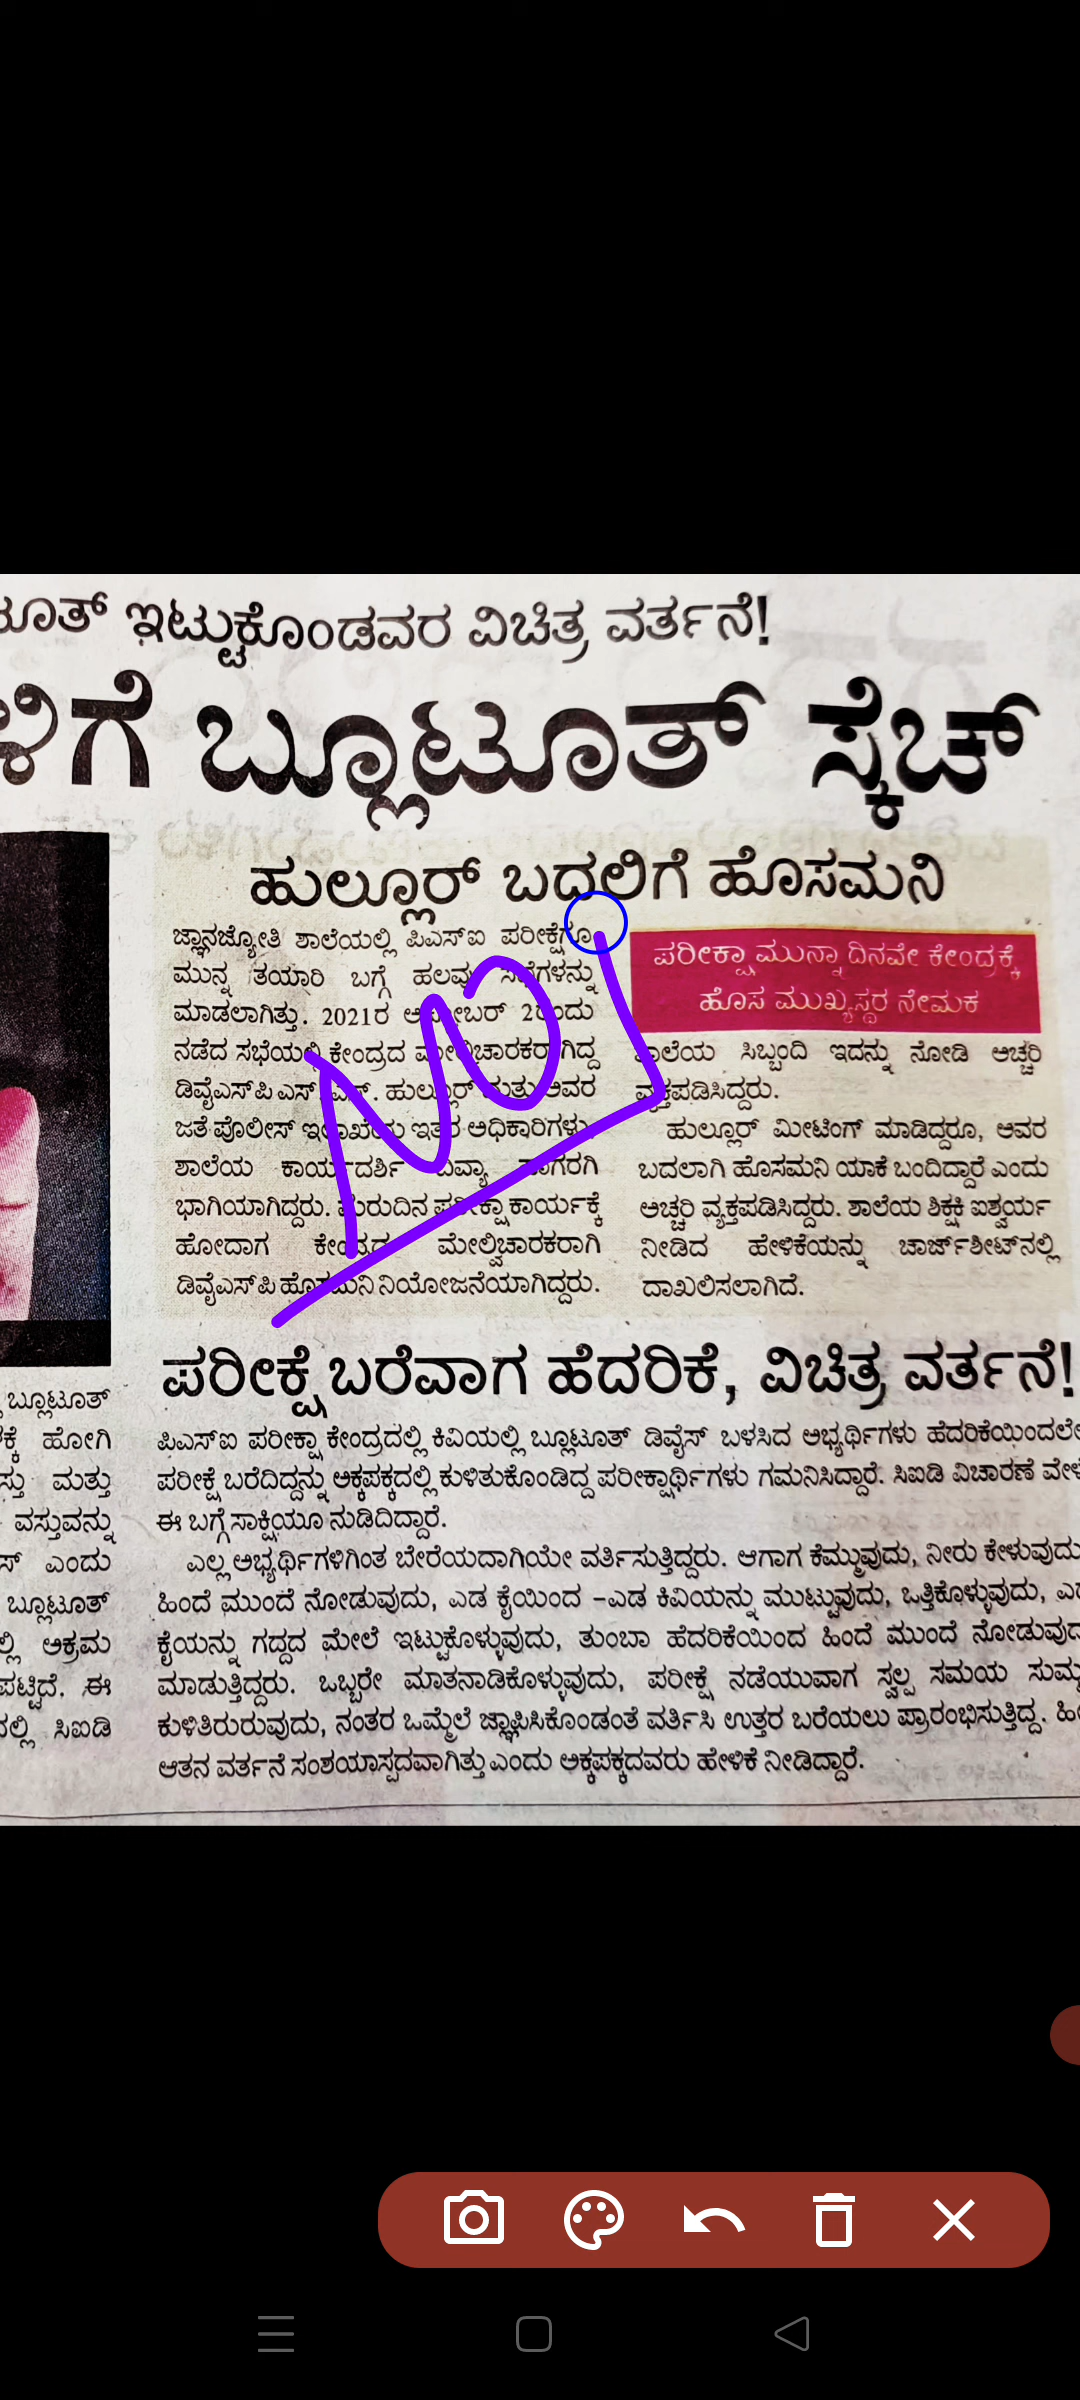 ಇಟ್ಟುಕೊಂಡವರ ವಿಚಿತ್ರ ವರ್ತನೆ!
ಬ್ಲೂಟೂತ್ ಸ್ಕೆಚ್
ಹುಲ್ಲೂರ್ ಬದಲಿಗೆ ಹೊಸಮನಿ
ಜ್ಞಾನಜ್ಯೋತಿ ಶಾಲೆಯಲ್ಲಿ ಪಿಎಸ್ಐ ಪರೀಕ್ಷೆಗೂ
ಮುನ್ನ ತಯಾರಿ ಬಗ್ಗೆ ಹಲವು ಸಭೆಗಳನ್ನು
ಮಾಡಲಾಗಿತ್ತು. 2021ರ
ನಡೆದ ಸಭೆಯಲ್ಲಿ ಕೇಂದ್ರದ ಮೇಲ್ವಿಚಾರಕರಾಗಿದ್ದ
ಡಿವೈಎಸ್‌ಪಿ ಹುಲ್ಲೂರ್ ಮತ್ತು ಅವರ
ಜತೆ ಪೊಲೀಸ್ ಇಲಾಖೆಯ ಇತರ ಅಧಿಕಾರಿಗಳು,
ಶಾಲೆಯ ಕಾರ್ಯದರ್ಶಿ
ಭಾಗಿಯಾಗಿದ್ದರು. ಮರುದಿನ ಪರೀಕ್ಷಾ ಕಾರ್ಯಕ್ಕೆ
ಹೋದಾಗ ಕೇಂದ್ರದ ಮೇಲ್ವಿಚಾರಕರಾಗಿ
ಡಿವೈಎಸ್‌ಪಿ ಹೊಸಮನಿ ನಿಯೋಜನೆಯಾಗಿದ್ದರು.
ಪರೀಕ್ಷಾ ಮುನ್ನಾ ದಿನವೇ ಕೇಂದ್ರಕ್ಕೆ
ಹೊಸ ಮುಖ್ಯಸ್ಥರ ನೇಮಕ
ಶಾಲೆಯ ಸಿಬ್ಬಂದಿ ಇದನ್ನು ನೋಡಿ ಅಚ್ಚರಿ
ವ್ಯಕ್ತಪಡಿಸಿದ್ದರು.
ಹುಲ್ಲೂರ್ ಮೀಟಿಂಗ್ ಮಾಡಿದ್ದರೂ, ಅವರ
ಬದಲಾಗಿ ಹೊಸಮನಿ ಯಾಕೆ ಬಂದಿದ್ದಾರೆ ಎಂದು
ಅಚ್ಚರಿ ವ್ಯಕ್ತಪಡಿಸಿದ್ದರು. ಶಾಲೆಯ ಶಿಕ್ಷಕಿ ಐಶ್ವರ್ಯ
ನೀಡಿದ ಹೇಳಿಕೆಯನ್ನು ಚಾರ್ಜ್‌ಶೀಟ್‌ನಲ್ಲಿ
ದಾಖಲಿಸಲಾಗಿದೆ.
NO
ಪರೀಕ್ಷೆ ಬರೆವಾಗ ಹೆದರಿಕೆ, ವಿಚಿತ್ರ ವರ್ತನೆ!
ಪಿಎಸ್ಐ ಪರೀಕ್ಷಾ ಕೇಂದ್ರದಲ್ಲಿ ಕಿವಿಯಲ್ಲಿ ಬ್ಲೂಟೂತ್ ಡಿವೈಸ್ ಬಳಸಿದ ಅಭ್ಯರ್ಥಿಗಳು ಹೆದರಿಕೆಯಿಂದಲೇ
ಪರೀಕ್ಷೆ ಬರೆದಿದ್ದನ್ನು ಅಕ್ಕಪಕ್ಕದಲ್ಲಿ ಕುಳಿತುಕೊಂಡಿದ್ದ ಪರೀಕ್ಷಾರ್ಥಿಗಳು ಗಮನಿಸಿದ್ದಾರೆ. ಸಿಐಡಿ ವಿಚಾರಣೆ ವೇಳೆ
ಈ ಬಗ್ಗೆ ಸಾಕ್ಷಿಯೂ ನುಡಿದಿದ್ದಾರೆ.
ಎಲ್ಲ ಅಭ್ಯರ್ಥಿಗಳಿಗಿಂತ ಬೇರೆಯದಾಗಿಯೇ ವರ್ತಿಸುತ್ತಿದ್ದರು. ಆಗಾಗ ಕೆಮ್ಮುವುದು, ನೀರು ಕೇಳುವುದು
ಹಿಂದೆ ಮುಂದೆ ನೋಡುವುದು, ಎಡ ಕೈಯಿಂದ –ಎಡ ಕಿವಿಯನ್ನು ಮುಟ್ಟುವುದು, ಒತ್ತಿಕೊಳ್ಳುವುದು,
ಕೈಯನ್ನು ಗದ್ದದ ಮೇಲೆ ಇಟ್ಟುಕೊಳ್ಳುವುದು, ತುಂಬಾ ಹೆದರಿಕೆಯಿಂದ ಹಿಂದೆ ಮುಂದೆ
ಮಾಡುತ್ತಿದ್ದರು. ಒಬ್ಬರೇ ಮಾತನಾಡಿಕೊಳ್ಳುವುದು, ಪರೀಕ್ಷೆ ನಡೆಯುವಾಗ ಸ್ವಲ್ಪ ಸಮಯ
ಕುಳಿತಿರುರುವುದು, ನಂತರ ಒಮ್ಮೆಲೆ ಜ್ಞಾಪಿಸಿಕೊಂಡಂತೆ ವರ್ತಿಸಿ ಉತ್ತರ ಬರೆಯಲು ಪ್ರಾರಂಭಿಸುತ್ತಿದ್ದ.
ಆತನ ವರ್ತನೆ ಸಂಶಯಾಸ್ಪದವಾಗಿತ್ತು ಎಂದು ಅಕ್ಕಪಕ್ಕದವರು ಹೇಳಿಕೆ ನೀಡಿದ್ದಾರೆ.
ಬ್ಲೂಟೂತ್
ಹೋಗಿ
ಮತ್ತು
ವಸ್ತುವನ್ನು
ಎಂದು
ಬ್ಲೂಟೂತ್
ಅಕ್ರಮ
ಈ
ಸಿಐಡಿ